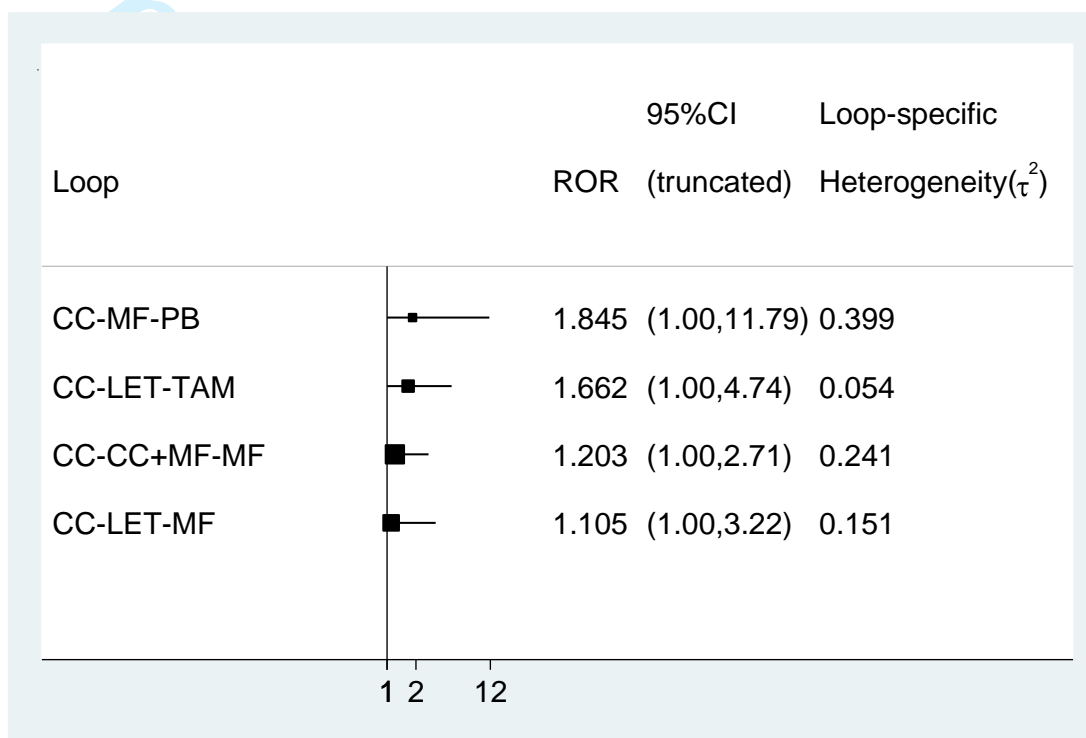 95%CI Loop-specific
Loop ROR (truncated) Heterogeneity(τ²)
CC-MF-PB 1.845 (1.00,11.79) 0.399
CC-LET-TAM 1.662 (1.00,4.74) 0.054
CC-CC+MF-MF 1.203 (1.00,2.71) 0.241
CC-LET-MF 1.105 (1.00,3.22) 0.151
1 2 12